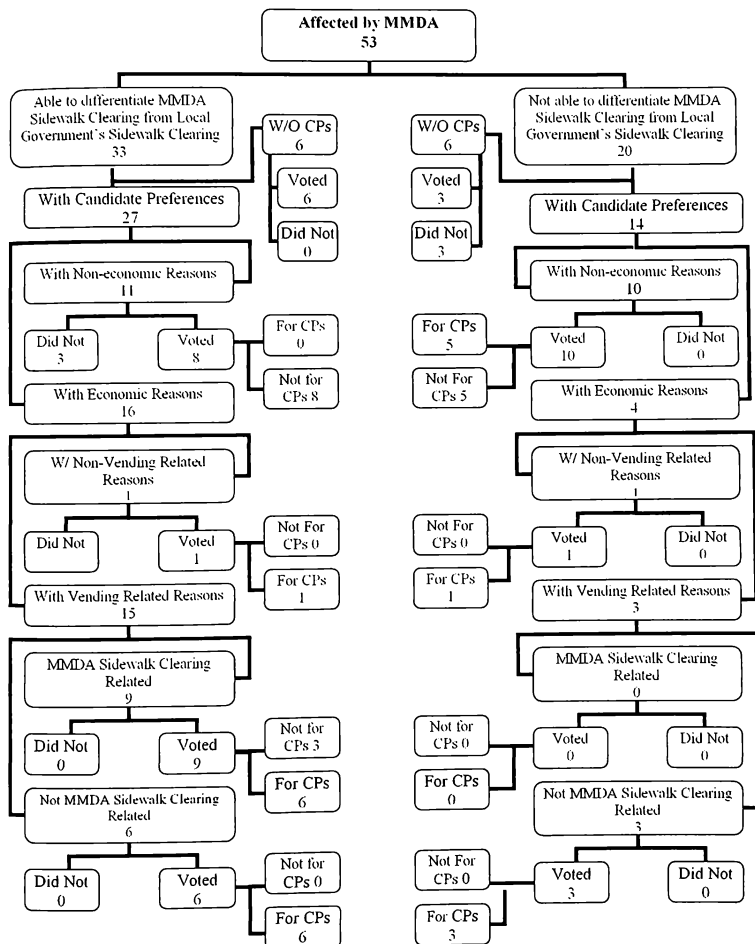 Affected by MMDA
53
Able to differentiate MMDA
Sidewalk Clearing from Local
Government's Sidewalk Clearing
33
W/O CPs
6
Voted
6
Did Not
0
With Candidate Preferences
27
With Non-economic Reasons
11
Did Not
3
Voted
8
For CPs
0
Not for
CPs 8
With Economic Reasons
16
W/ Non-Vending Related
Reasons
1
Did Not
Voted
1
Not For
CPs 0
For CPs
1
With Vending Related Reasons
15
MMDA Sidewalk Clearing
Related
9
Did Not
0
Voted
9
Not for
CPs 3
For CPs
6
Not MMDA Sidewalk Clearing
Related
6
Did Not
0
Voted
6
Not for
CPs 0
For CPs
6
Not able to differentiate MMDA
Sidewalk Clearing from Local
Government's Sidewalk Clearing
20
W/O CPs
6
Voted
3
Did Not
3
With Candidate Preferences
14
With Non-economic Reasons
10
For CPs
5
Not For
CPs 5
Voted
10
Did Not
0
With Economic Reasons
4
W/ Non-Vending Related
Reasons
1
Not For
CPs 0
For CPs
1
Voted
1
Did Not
0
With Vending Related Reasons
3
MMDA Sidewalk Clearing
Related
0
Not for
CPs 0
For CPs
0
Voted
0
Did Not
0
Not MMDA Sidewalk Clearing
Related
3
Not For
CPs 0
For CPs
3
Voted
3
Did Not
0